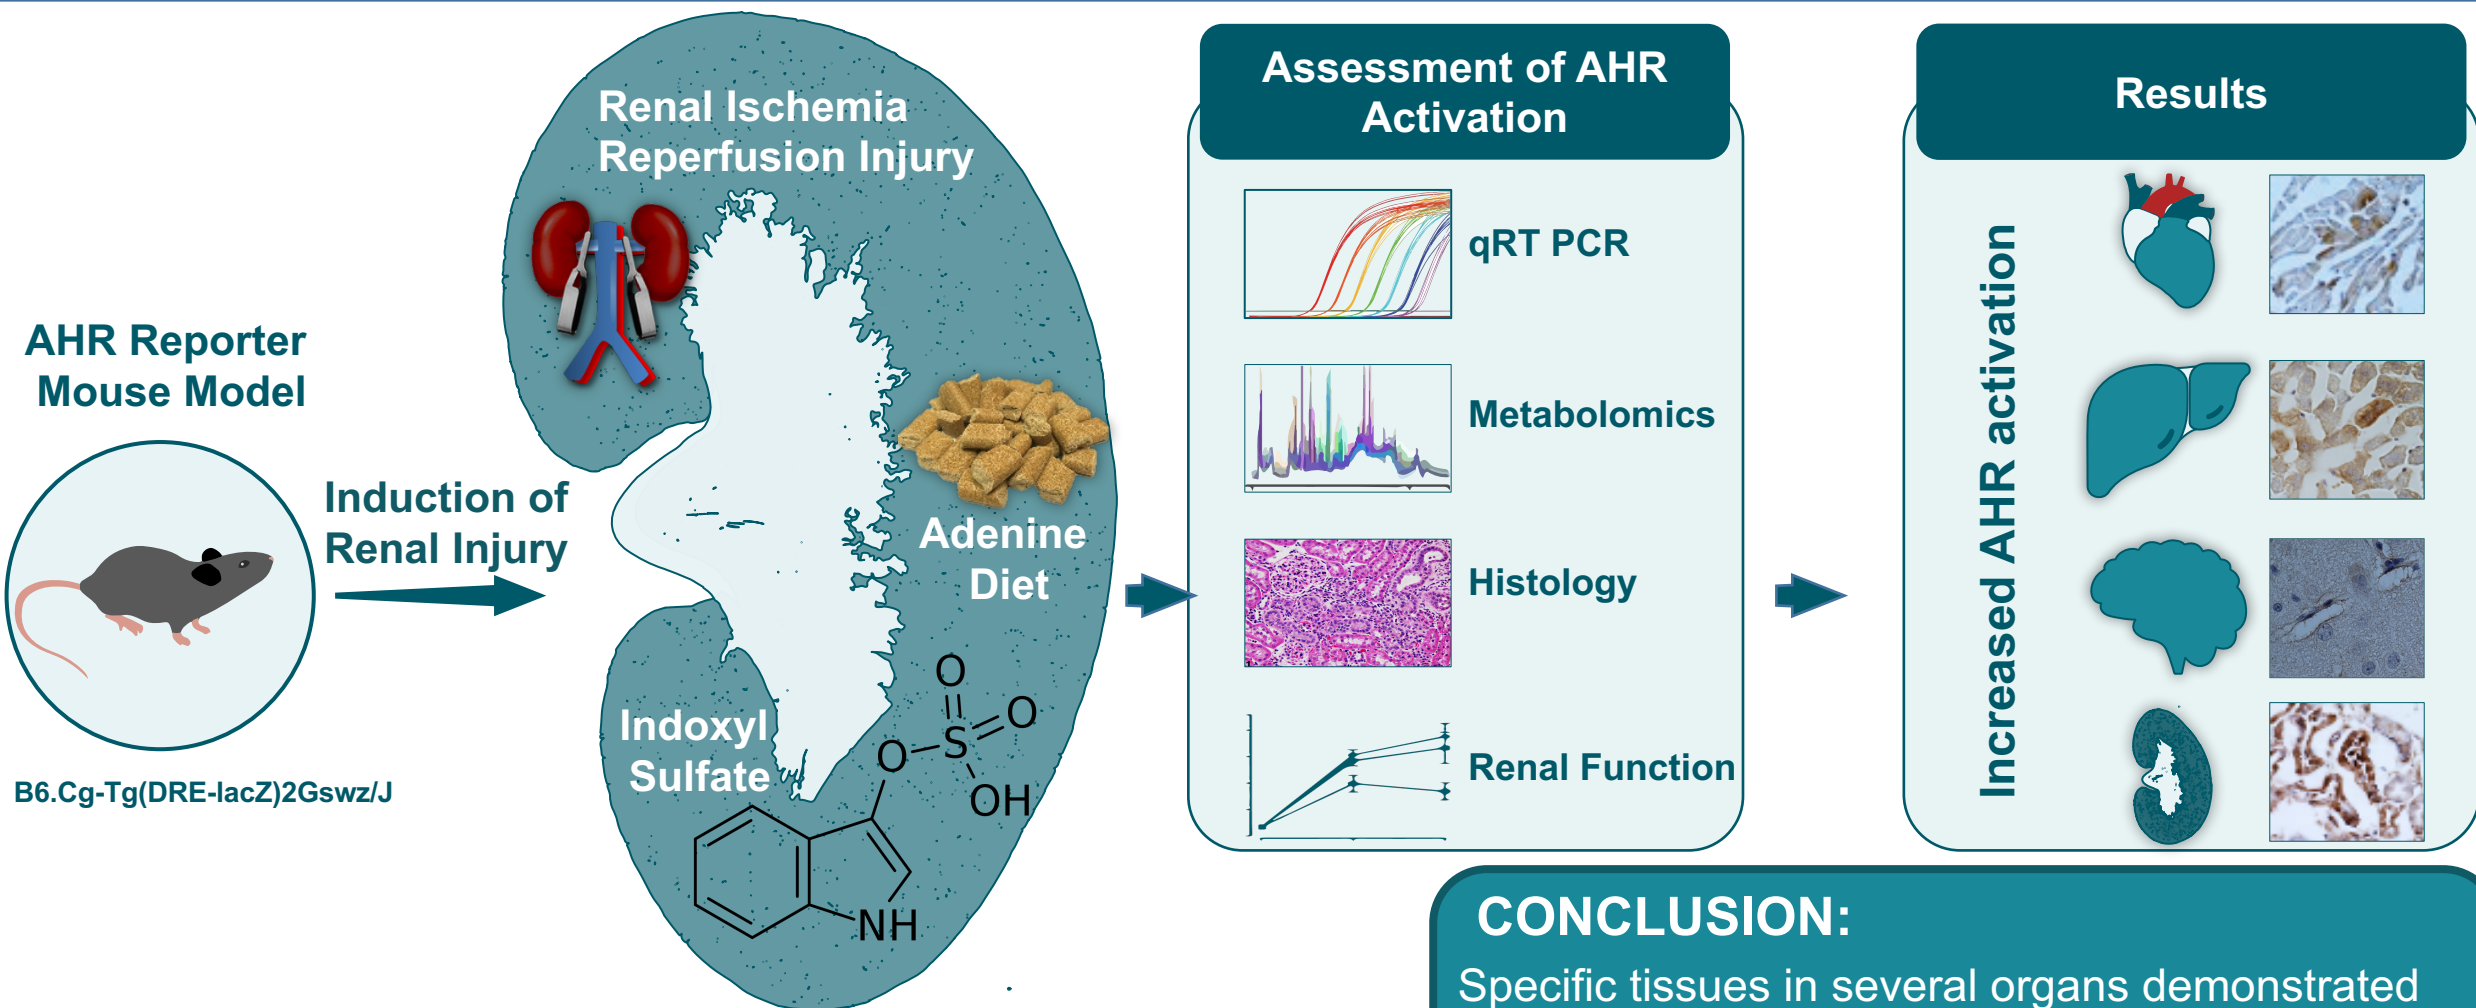 AHR Reporter
Mouse Model
B6.Cg-Tg(DRE-lacZ)2Gswz/J
Induction of
Renal Injury
Renal Ischemia
Reperfusion Injury
Adenine
Diet
Indoxyl
Sulfate
O
O
O
S
OH
NH
Assessment of AHR
Activation
qRT PCR
Metabolomics
Histology
Renal Function
Results
Increased AHR activation
CONCLUSION:
Specific tissues in several organs demonstrated